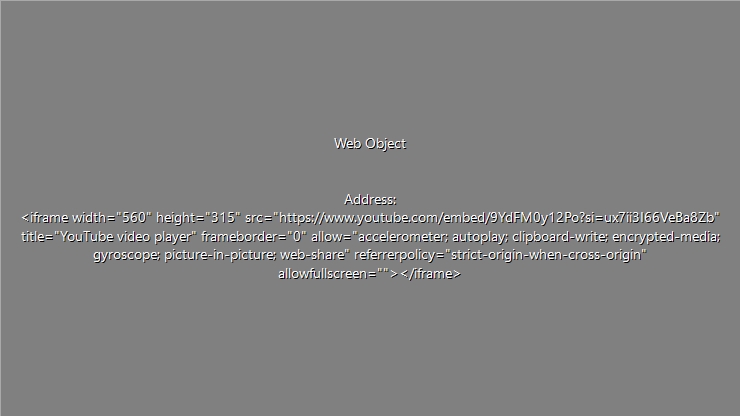 Web Object
Address:
<iframe width="560" height="315" src="https://www.youtube.com/embed/9YdFM0y12Po?si=ux7ii3I66VeBa8Zb"
title="YouTube video player" frameborder="0" allow="accelerometer; autoplay; clipboard-write; encrypted-media;
gyroscope; picture-in-picture; web-share" referrerpolicy="strict-origin-when-cross-origin"
allowfullscreen=""></iframe>